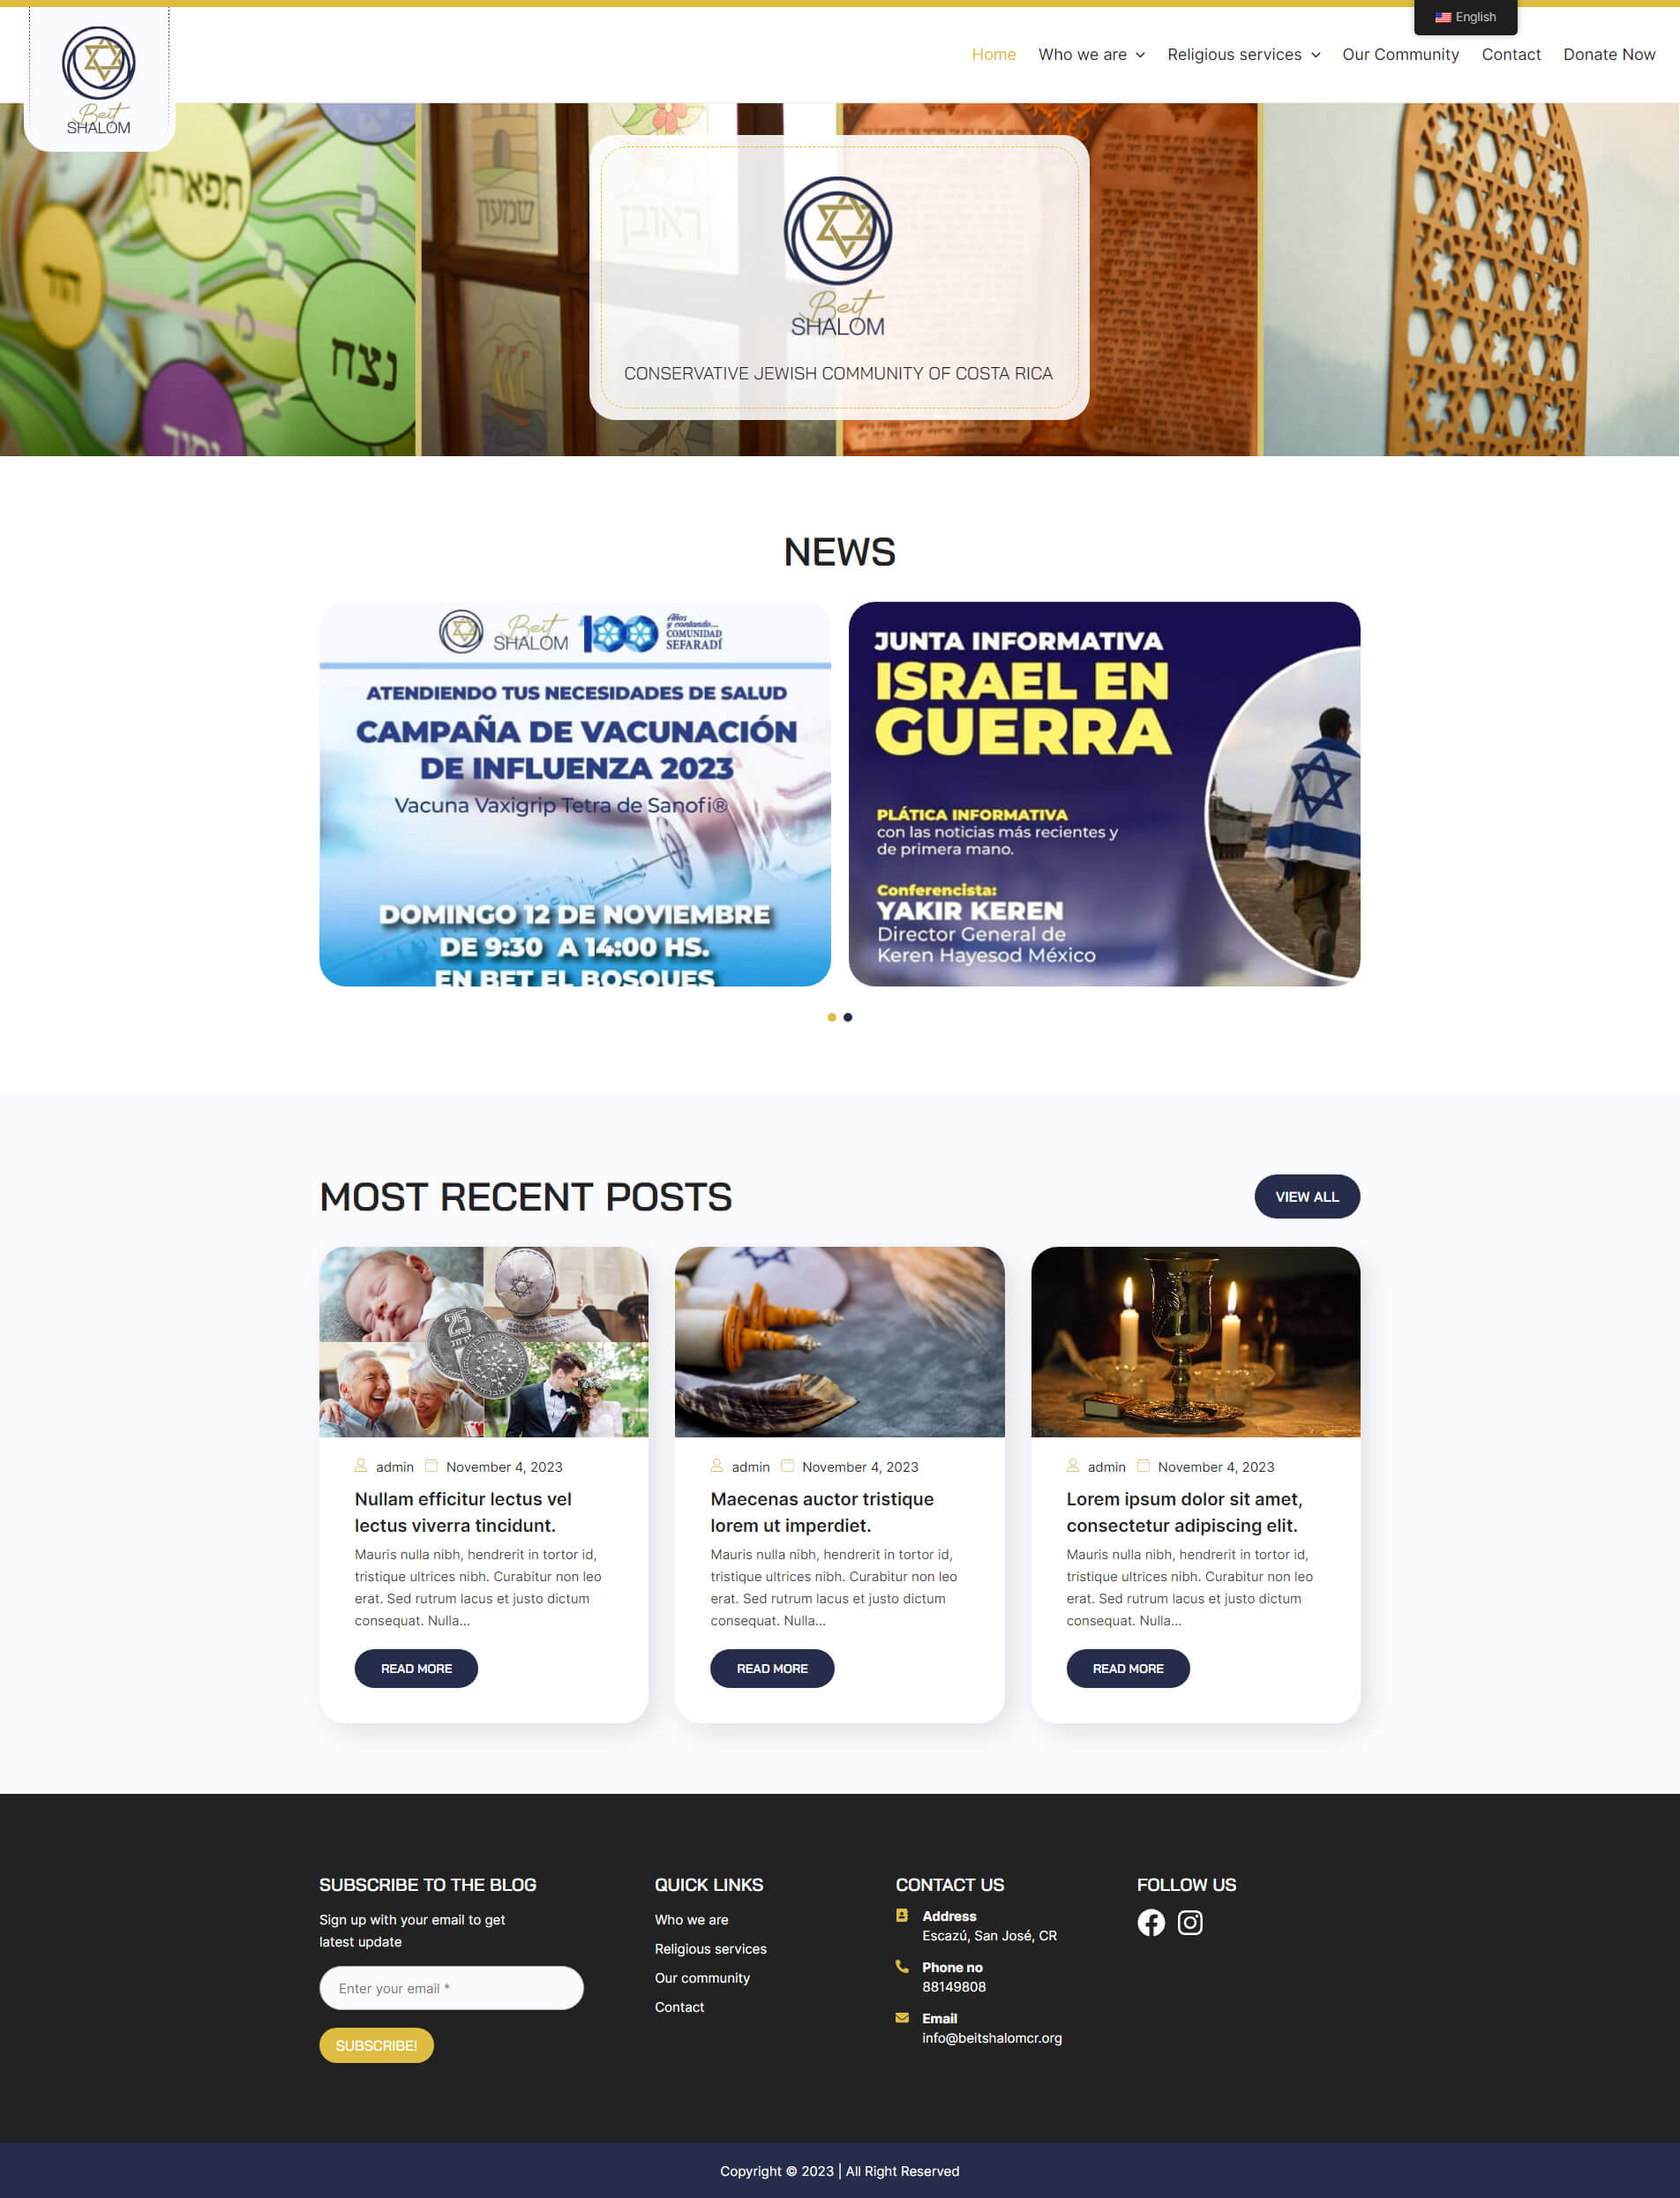 English
Home Who we are Religious services Our Community Contact Donate Now
Beit
SHALOM
תפארת
הוד
נצח
יסוד
שמעון
ראובן
Beit
SHALOM
CONSERVATIVE JEWISH COMMUNITY OF COSTA RICA
NEWS
Beit
SHALOM
100
Años
y contando...
COMUNIDAD
SEFARADÍ
ATENDIENDO TUS NECESIDADES DE SALUD
CAMPAÑA DE VACUNACIÓN
DE INFLUENZA 2023
Vacuna Vaxigrip Tetra de Sanofi®
DOMINGO 12 DE NOVIEMBRE
DE 9:30 A 14:00 HS.
EN BET EL BOSQUES
JUNTA INFORMATIVA
ISRAEL EN
GUERRA
PLÁTICA INFORMATIVA
con las noticias más recientes y
de primera mano.
Conferencista:
YAKIR KEREN
Director General de
Keren Hayesod México
MOST RECENT POSTS
VIEW ALL
25
admin November 4, 2023
Nullam efficitur lectus vel
lectus viverra tincidunt.
Mauris nulla nibh, hendrerit in tortor id,
tristique ultrices nibh. Curabitur non leo
erat. Sed rutrum lacus et justo dictum
consequat. Nulla...
READ MORE
admin November 4, 2023
Maecenas auctor tristique
lorem ut imperdiet.
Mauris nulla nibh, hendrerit in tortor id,
tristique ultrices nibh. Curabitur non leo
erat. Sed rutrum lacus et justo dictum
consequat. Nulla...
READ MORE
admin November 4, 2023
Lorem ipsum dolor sit amet,
consectetur adipiscing elit.
Mauris nulla nibh, hendrerit in tortor id,
tristique ultrices nibh. Curabitur non leo
erat. Sed rutrum lacus et justo dictum
consequat. Nulla...
READ MORE
SUBSCRIBE TO THE BLOG
Sign up with your email to get
latest update
Enter your email *
SUBSCRIBE!
QUICK LINKS
Who we are
Religious services
Our community
Contact
CONTACT US
Address
Escazú, San José, CR
Phone no
88149808
Email
info@beitshalomcr.org
FOLLOW US
Copyright © 2023 | All Right Reserved